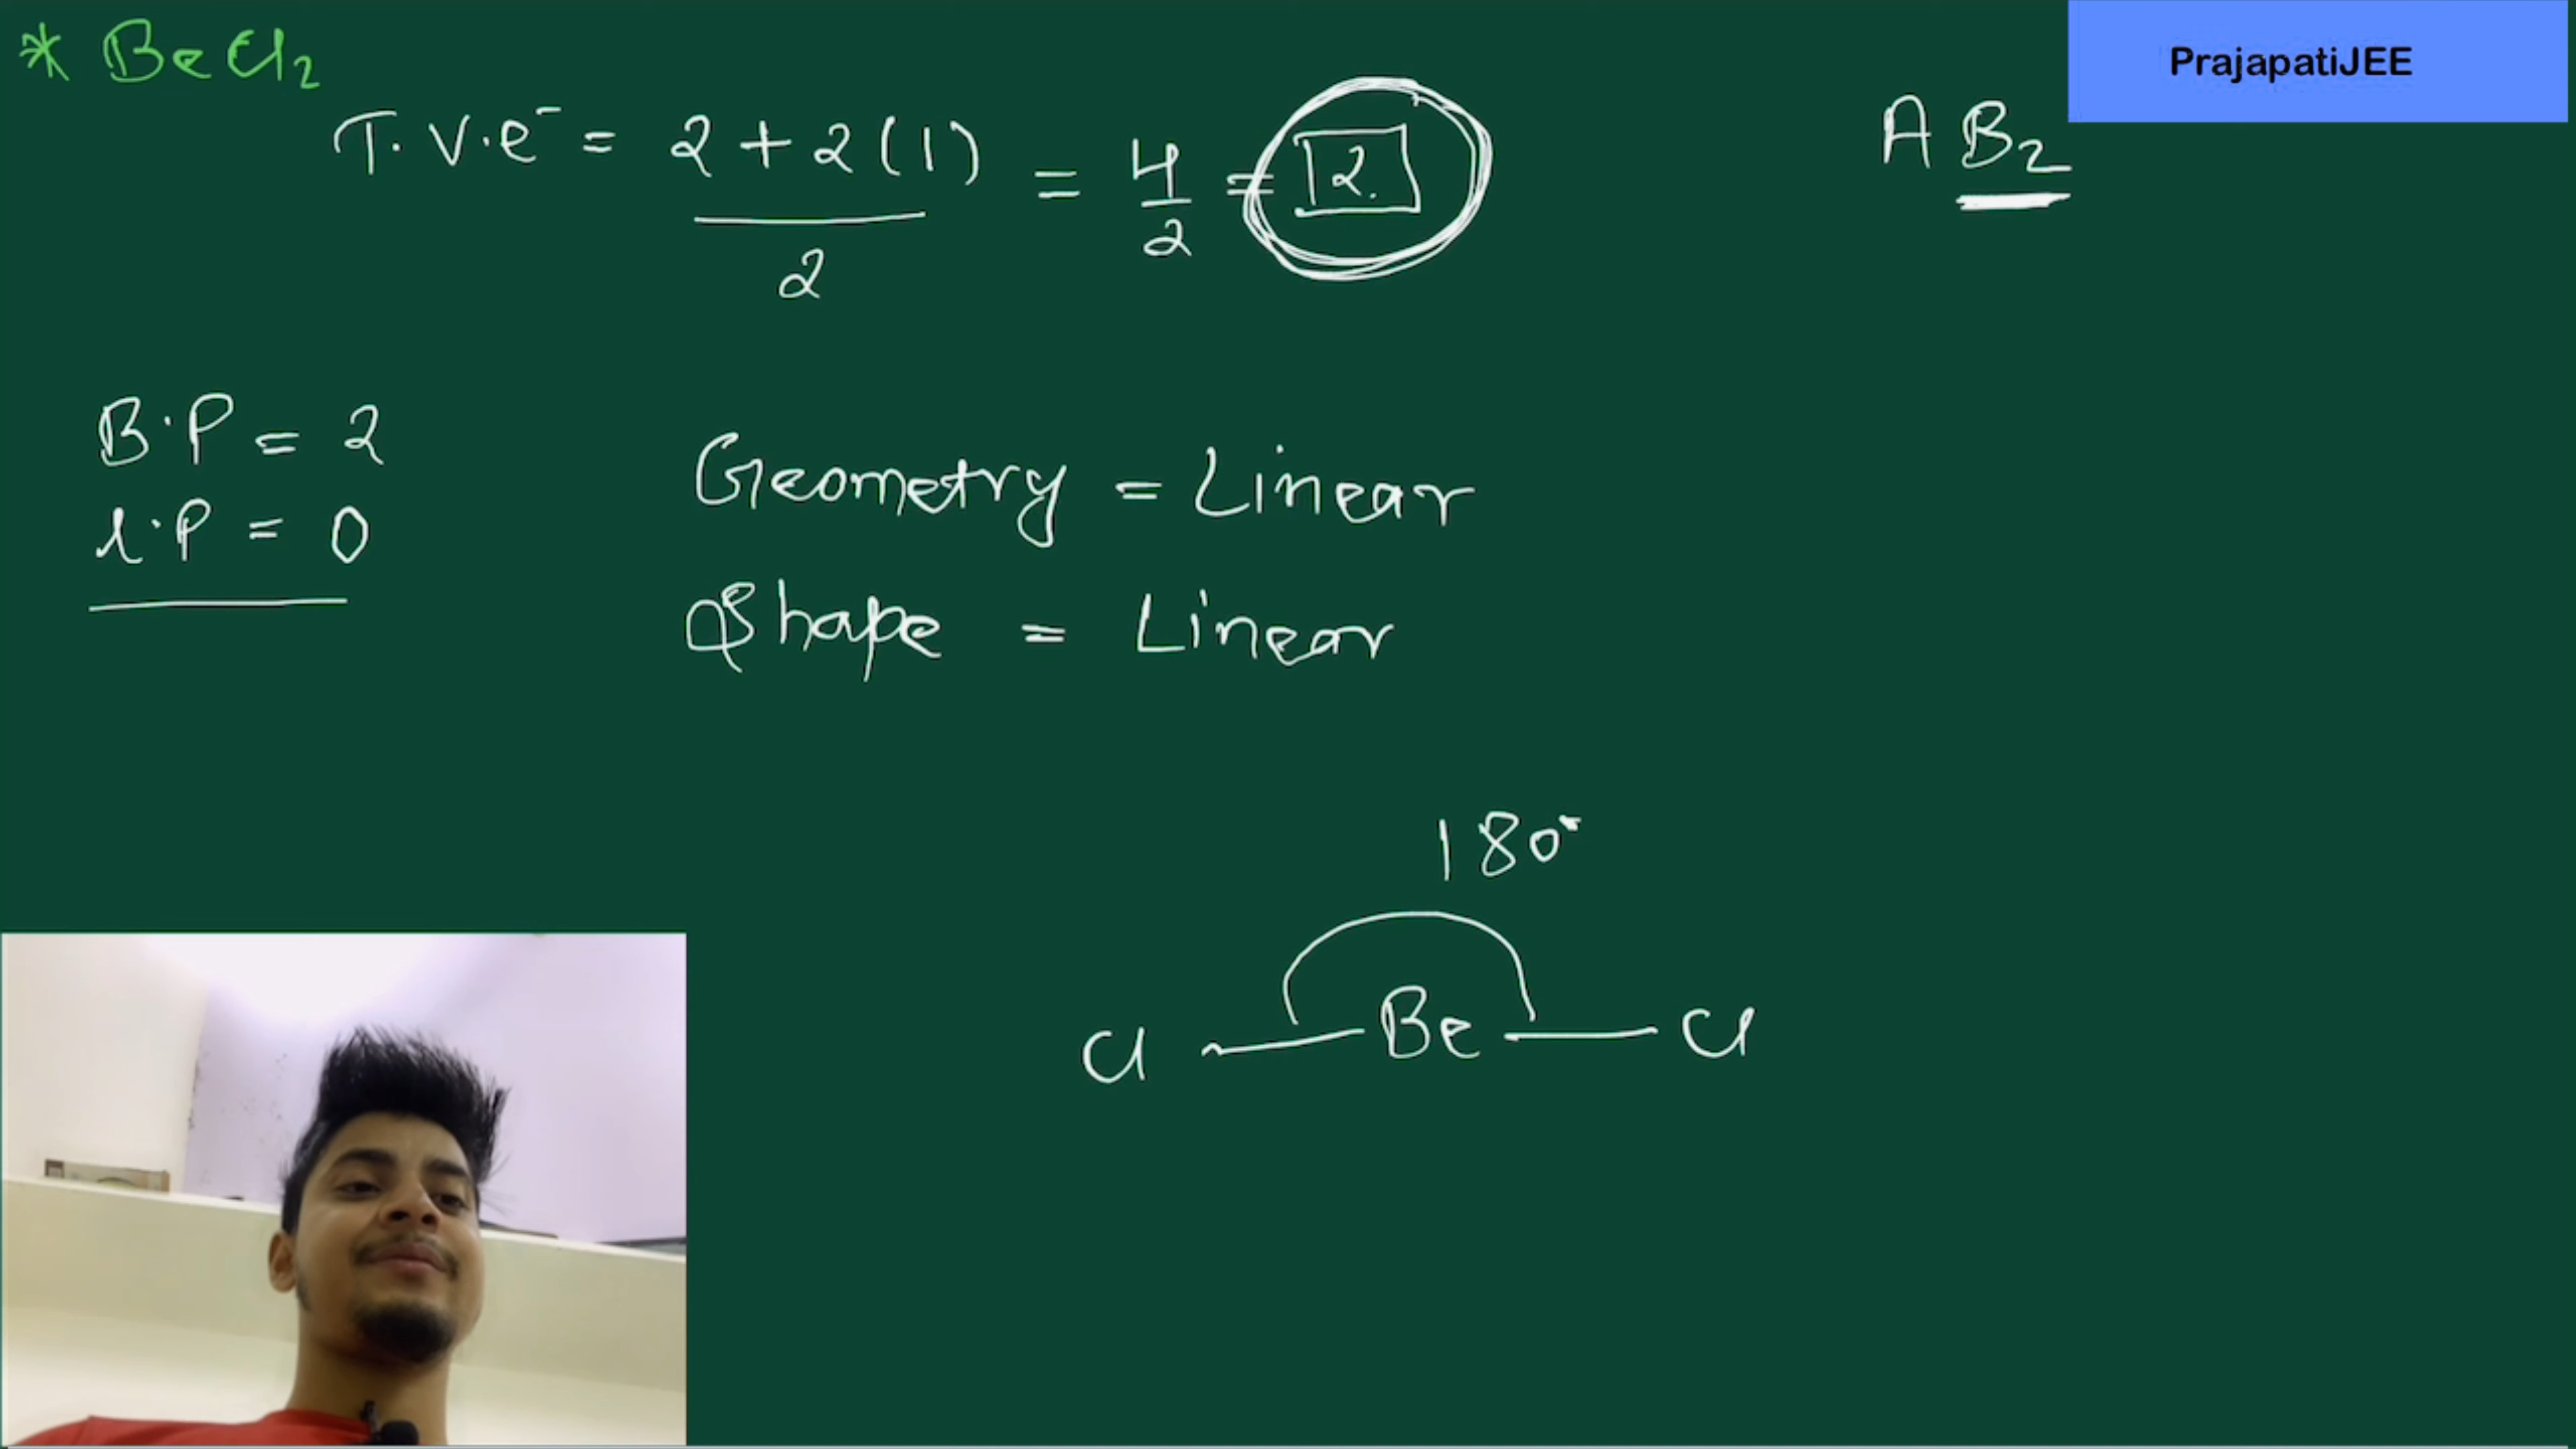 * BeCl₂
PrajapatiJEE
T.V.e⁻ = 2 + 2(1) / 2 = 4/2 = 2.
AB₂
B.P = 2
l.P = 0
Geometry = Linear
Shape = Linear
180°
Cl — Be — Cl